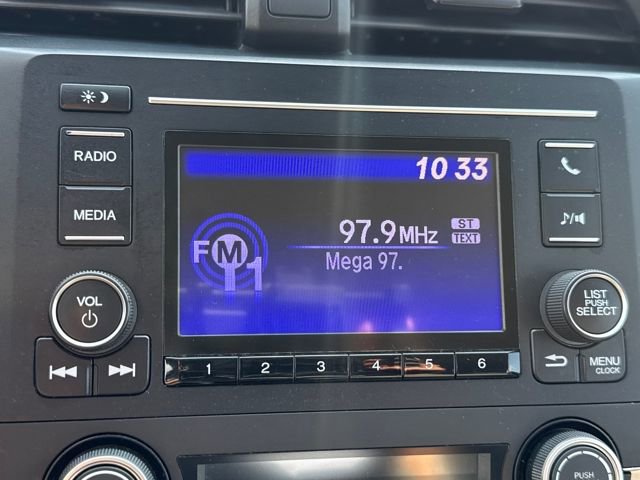 10 33
RADIO
MEDIA
FM1
97.9MHz
ST
TEXT
Mega 97.
VOL
LIST
PUSH
SELECT
1 2 3 4 5 6
MENU
CLOCK
PUSH